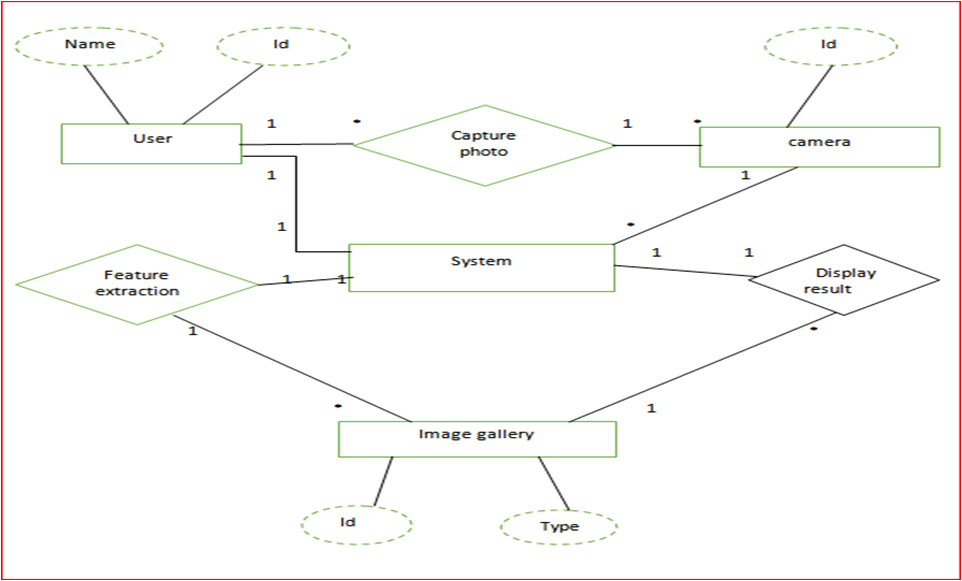 Name
Id
Id
User
1
*
Capture
photo
1
*
camera
1
1
1
*
System
1
1
Feature
extraction
1
1
Display
result
1
*
*
1
Image gallery
Id
Type